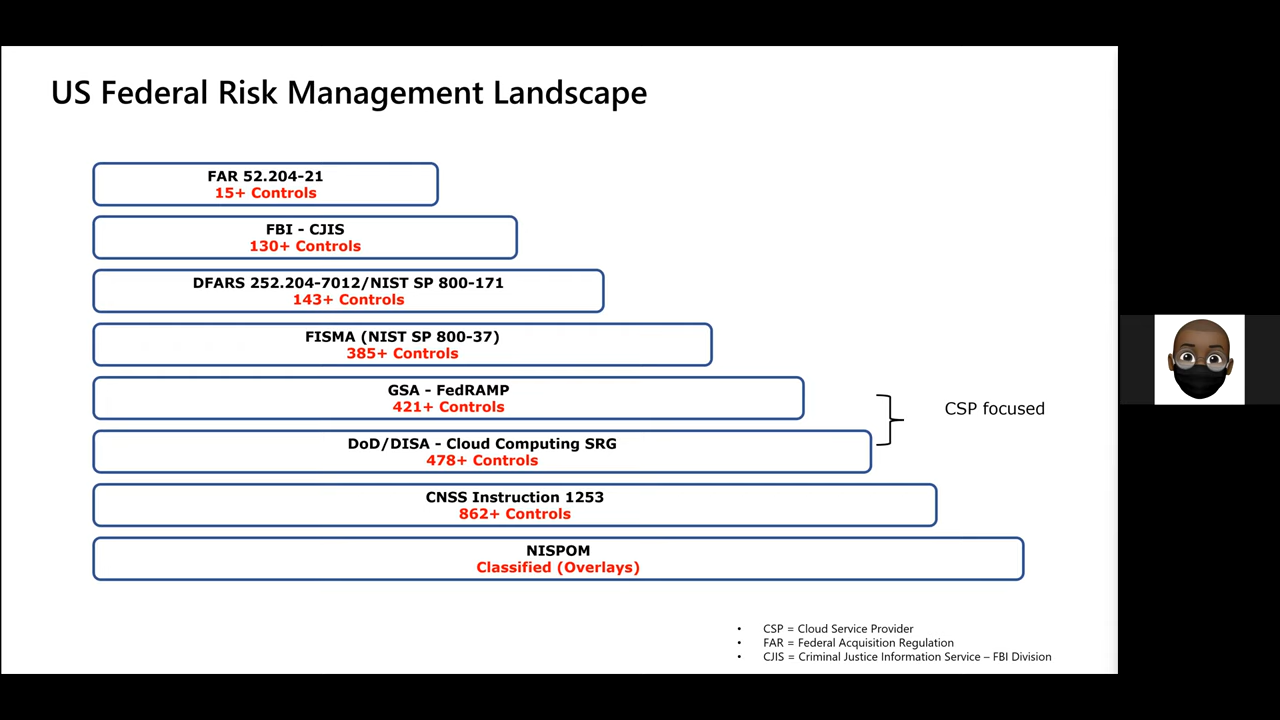 US Federal Risk Management Landscape
FAR 52.204-21
15+ Controls
FBI - CJIS
130+ Controls
DFARS 252.204-7012/NIST SP 800-171
143+ Controls
FISMA (NIST SP 800-37)
385+ Controls
GSA - FedRAMP
421+ Controls
CSP focused
DoD/DISA - Cloud Computing SRG
478+ Controls
CNSS Instruction 1253
862+ Controls
NISPOM
Classified (Overlays)
• CSP = Cloud Service Provider
• FAR = Federal Acquisition Regulation
• CJIS = Criminal Justice Information Service – FBI Division